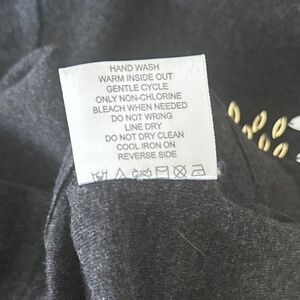 HAND WASH
WARM INSIDE OUT
GENTLE CYCLE
ONLY NON-CHLORINE
BLEACH WHEN NEEDED
DO NOT WRING
LINE DRY
DO NOT DRY CLEAN
COOL IRON ON
REVERSE SIDE